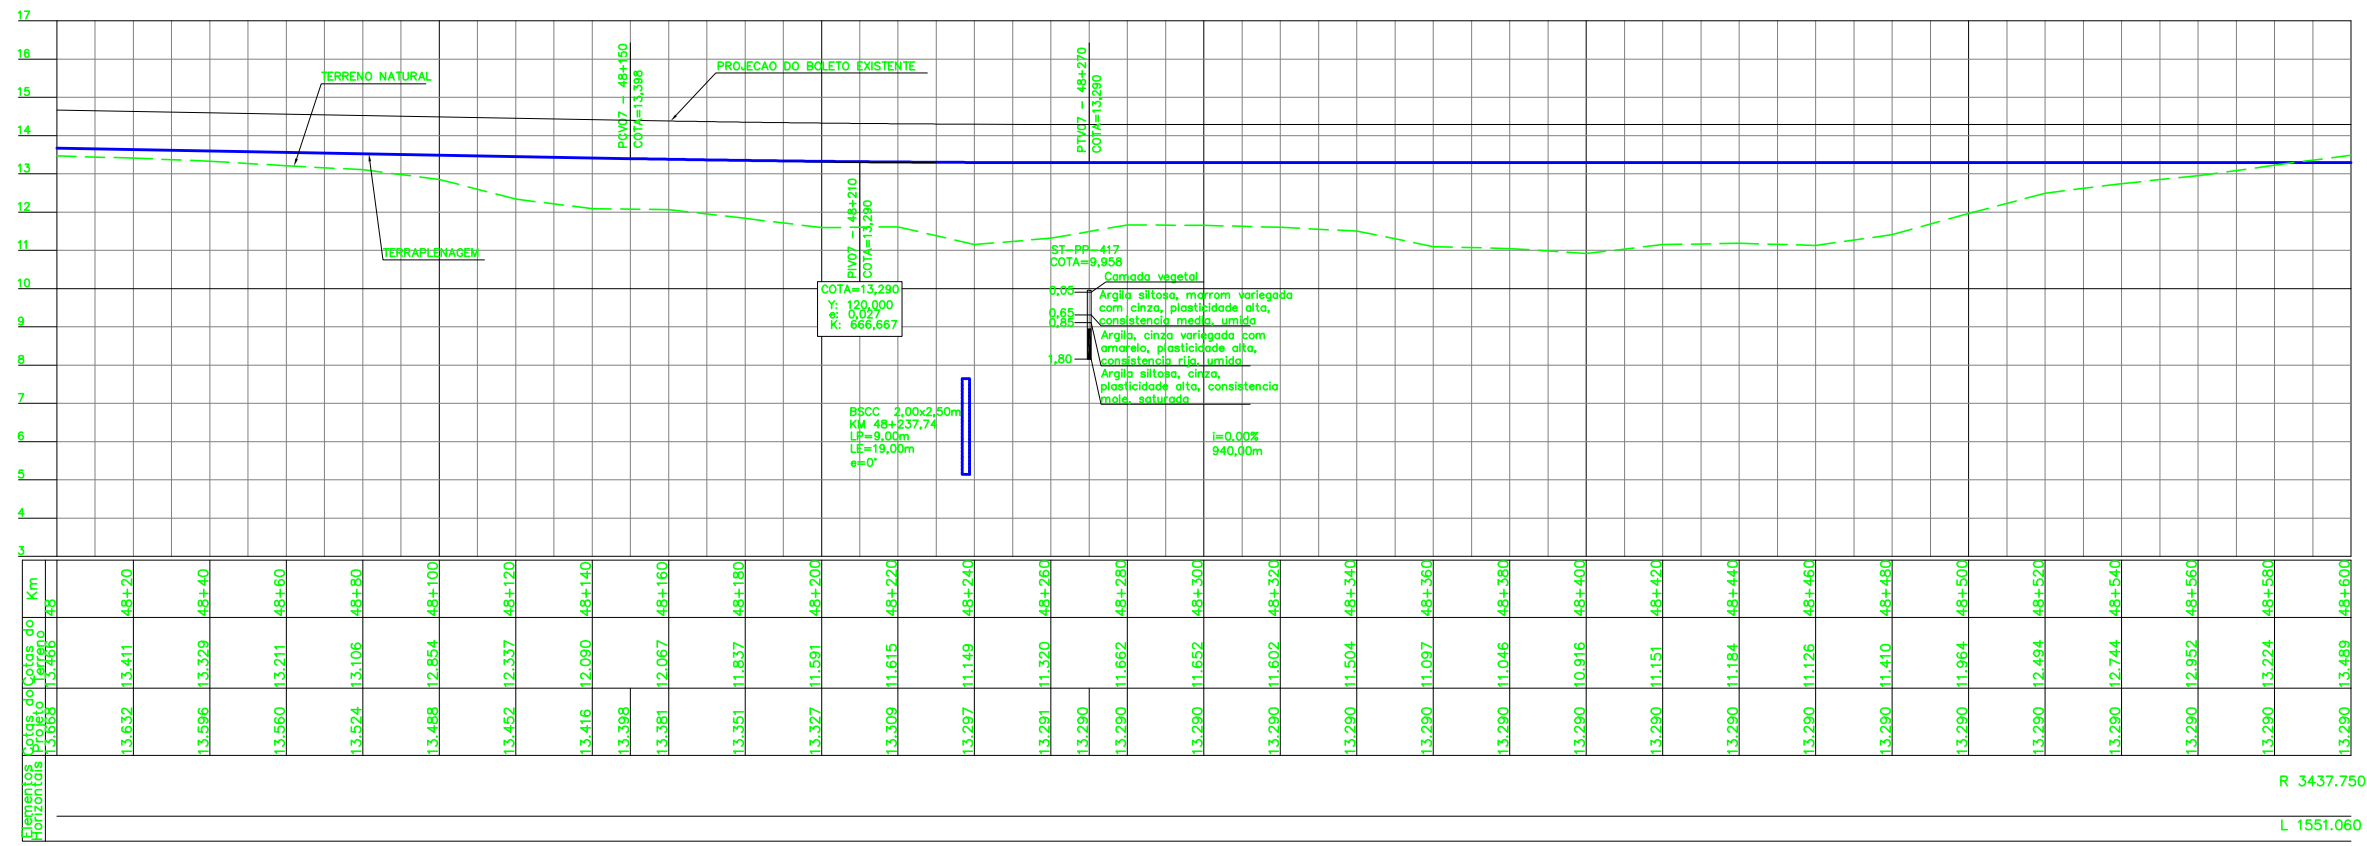 17
16
15
14
13
12
11
10
9
8
7
6
5
4
3
TERRENO NATURAL
TERRAPLENAGEM
PCV07 - 48+150
COTA=13,398
PROJECAO DO BOLETO EXISTENTE
PIV07 - 48+210
COTA=13,290
COTA=13,290
Y: 120,000
e: 0,027
K: 666,667
PTV07 - 48+270
COTA=13,290
ST-PP-417
COTA=9,958
0,05
0,65
0,85
1,80
Camada vegetal
Argila siltosa, marrom variegada
com cinza, plasticidade alta,
consistencia media, umida
Argila, cinza variegada com
amarelo, plasticidade alta,
consistencia rija, umida
Argila siltosa, cinza,
plasticidade alta, consistencia
mole, saturada
BSCC 2,00x2,50m
KM 48+237,74
LP=9,00m
LE=19,00m
e=0°
i=0.00%
940,00m
Km
48 48+20 48+40 48+60 48+80 48+100 48+120 48+140 48+160 48+180 48+200 48+220 48+240 48+260 48+280 48+300 48+320 48+340 48+360 48+380 48+400 48+420 48+440 48+460 48+480 48+500 48+520 48+540 48+560 48+580 48+600
Cotas do
Terreno
13.466 13.411 13.329 13.211 13.106 12.854 12.337 12.090 12.067 11.837 11.591 11.615 11.149 11.320 11.662 11.652 11.602 11.504 11.097 11.046 10.916 11.151 11.184 11.126 11.410 11.964 12.494 12.744 12.952 13.224 13.489
Cotas do
Projeto
13.668 13.632 13.596 13.560 13.524 13.488 13.452 13.416 13.398 13.381 13.351 13.327 13.309 13.297 13.291 13.290 13.290 13.290 13.290 13.290 13.290 13.290 13.290 13.290 13.290 13.290 13.290 13.290 13.290 13.290 13.290 13.290 13.290
Elementos
Horizontais
R 3437.750
L 1551.060